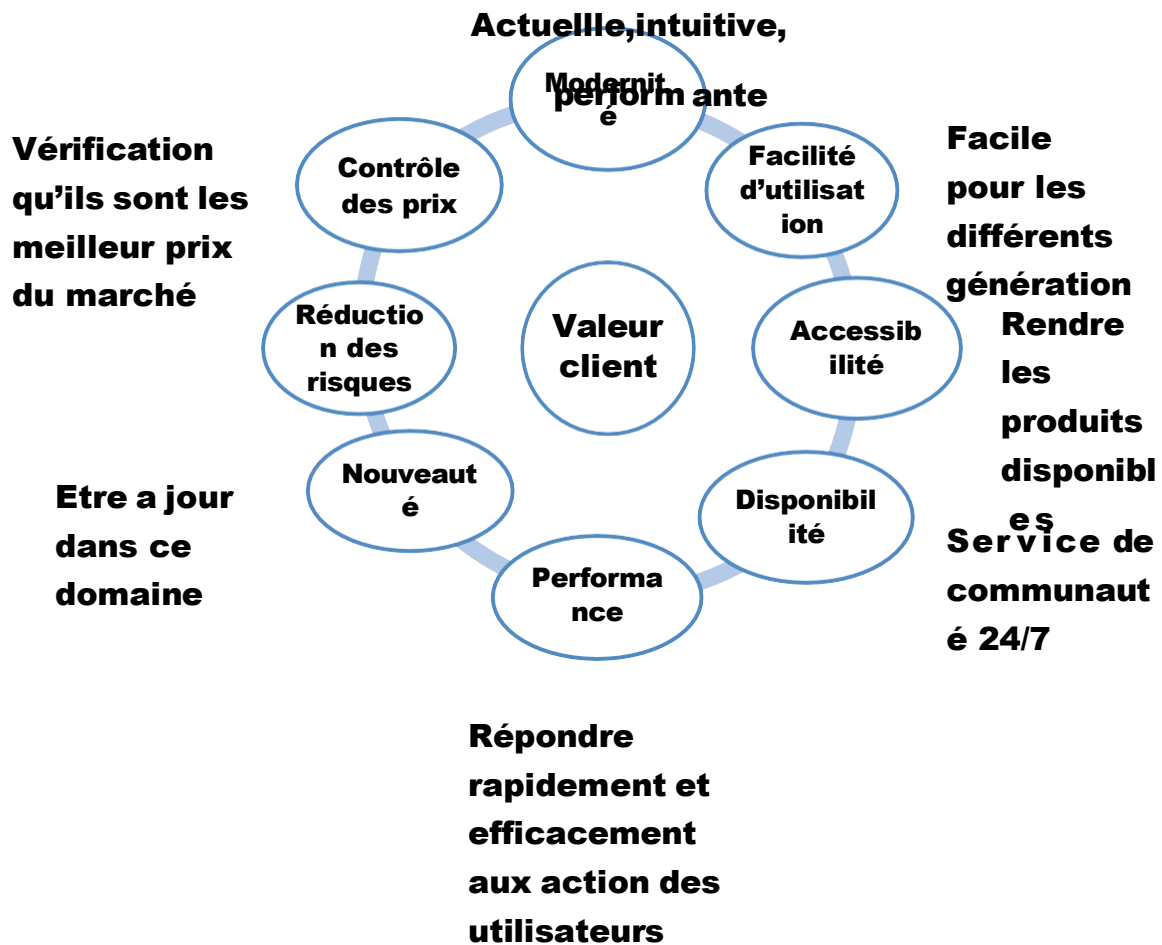 Actuellle,intuitive,
performante
Modernit
é
Vérification
qu’ils sont les
meilleur prix
du marché
Contrôle
des prix
Facilité
d’utilisat
ion
Facile
pour les
différents
génération
Réductio
n des
risques
Valeur
client
Accessib
ilité
Rendre
les
produits
disponibl
es
Etre a jour
dans ce
domaine
Nouveaut
é
Disponibil
ité
Service de
communaut
é 24/7
Performa
nce
Répondre
rapidement et
efficacement
aux action des
utilisateurs